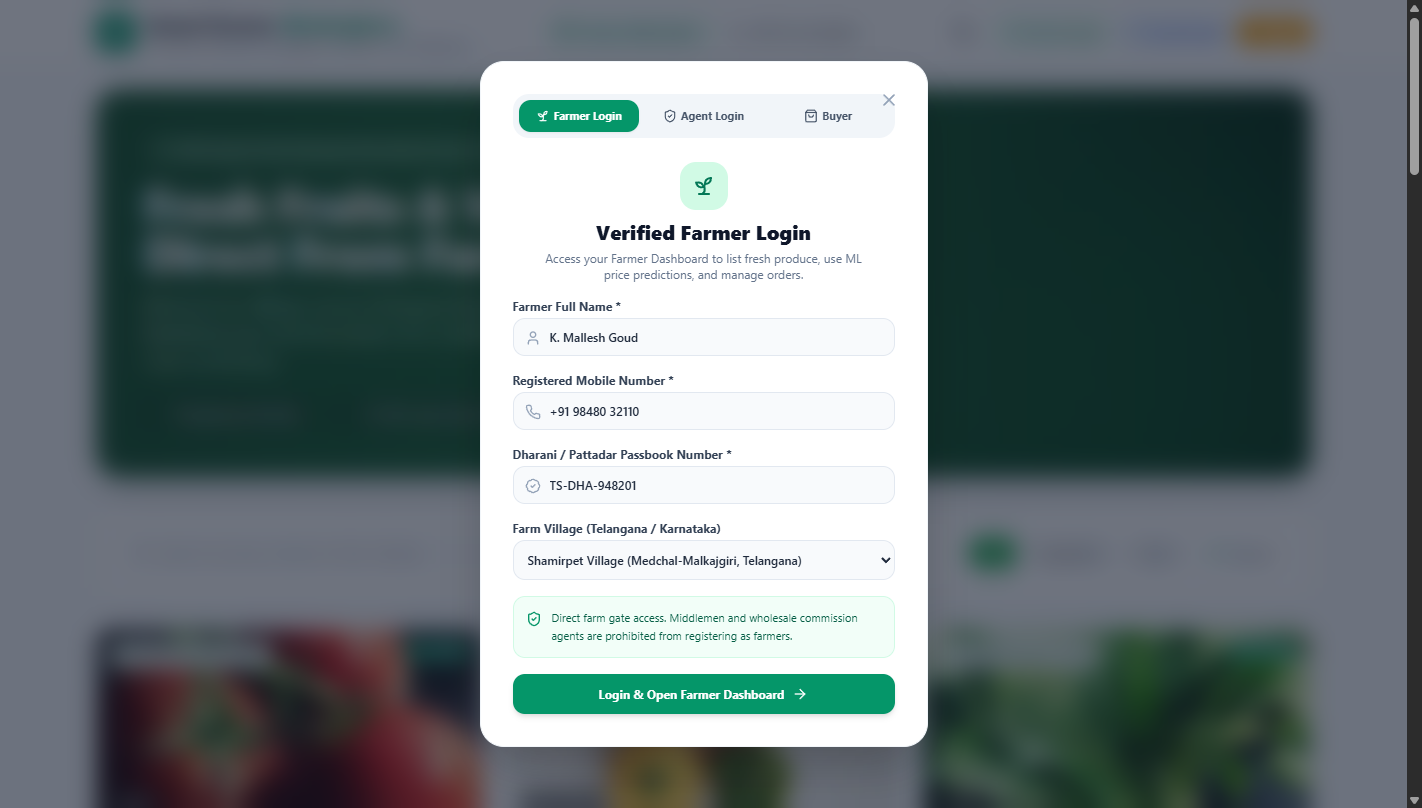 Farmer Login
Agent Login
Buyer
Verified Farmer Login
Access your Farmer Dashboard to list fresh produce, use ML
price predictions, and manage orders.
Farmer Full Name *
K. Mallesh Goud
Registered Mobile Number *
+91 98480 32110
Dharani / Pattadar Passbook Number *
TS-DHA-948201
Farm Village (Telangana / Karnataka)
Shamirpet Village (Medchal-Malkajgiri, Telangana)
Direct farm gate access. Middlemen and wholesale commission
agents are prohibited from registering as farmers.
Login & Open Farmer Dashboard